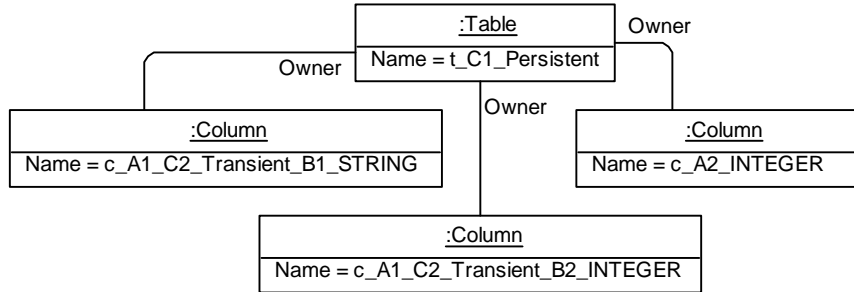 :Table
Name = t_C1_Persistent
Owner
Owner
Owner
:Column
Name = c_A1_C2_Transient_B1_STRING
:Column
Name = c_A2_INTEGER
:Column
Name = c_A1_C2_Transient_B2_INTEGER